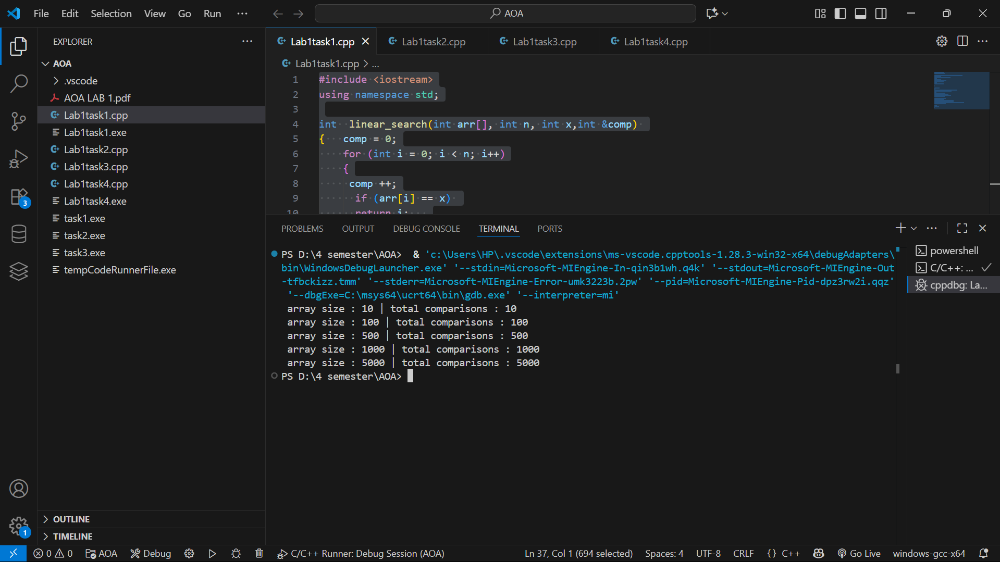 File Edit Selection View Go Run ···
AOA
EXPLORER ···
AOA
.vscode
AOA LAB 1.pdf
Lab1task1.cpp
Lab1task1.exe
Lab1task2.cpp
Lab1task3.cpp
Lab1task4.cpp
Lab1task4.exe
task1.exe
task2.exe
task3.exe
tempCodeRunnerFile.exe
OUTLINE
TIMELINE
3
1
Lab1task1.cpp Lab1task2.cpp Lab1task3.cpp Lab1task4.cpp
Lab1task1.cpp > ...
1 #include <iostream>
2 using namespace std;
3
4 int  linear_search(int arr[], int n, int x,int &comp)
5 {   comp = 0;
6     for (int i = 0; i < n; i++)
7     {
8      comp ++;
9       if (arr[i] == x)
10       return i;
PROBLEMS OUTPUT DEBUG CONSOLE TERMINAL PORTS
PS D:\4 semester\AOA>  & 'c:\Users\HP\.vscode\extensions\ms-vscode.cpptools-1.28.3-win32-x64\debugAdapters\
bin\WindowsDebugLauncher.exe' '--stdin=Microsoft-MIEngine-In-qin3b1wh.q4k' '--stdout=Microsoft-MIEngine-Out
-tfbckizz.tmm' '--stderr=Microsoft-MIEngine-Error-umk3223b.2pw' '--pid=Microsoft-MIEngine-Pid-dpz3rw2i.qqz'
'--dbgExe=C:\msys64\ucrt64\bin\gdb.exe' '--interpreter=mi'
array size : 10 | total comparisons : 10
array size : 100 | total comparisons : 100
array size : 500 | total comparisons : 500
array size : 1000 | total comparisons : 1000
array size : 5000 | total comparisons : 5000
PS D:\4 semester\AOA>
powershell
C/C++: ...
cppdbg: La...
0 0 AOA Debug C/C++ Runner: Debug Session (AOA) Ln 37, Col 1 (694 selected) Spaces: 4 UTF-8 CRLF {} C++ Go Live windows-gcc-x64